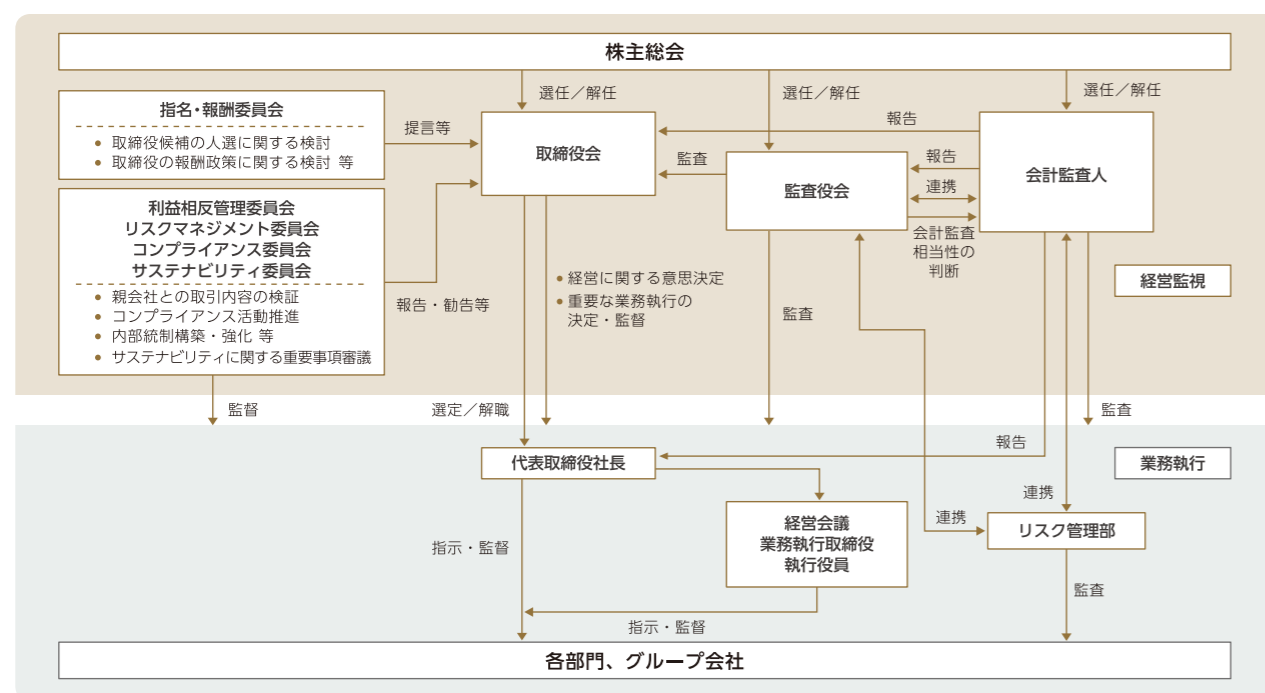 株主総会
選任／解任
選任／解任
選任／解任
指名・報酬委員会
• 取締役候補の人選に関する検討
• 取締役の報酬政策に関する検討 等
提言等
取締役会
報告
監査
監査役会
報告
連携
会計監査
相当性の
判断
会計監査人
利益相反管理委員会
リスクマネジメント委員会
コンプライアンス委員会
サステナビリティ委員会
• 親会社との取引内容の検証
• コンプライアンス活動推進
• 内部統制構築・強化 等
• サステナビリティに関する重要事項審議
報告・勧告等
• 経営に関する意思決定
• 重要な業務執行の
決定・監督
監査
経営監視
監督
選定／解職
監査
代表取締役社長
報告
業務執行
連携
経営会議
業務執行取締役
執行役員
連携
リスク管理部
指示・監督
監査
指示・監督
各部門、グループ会社